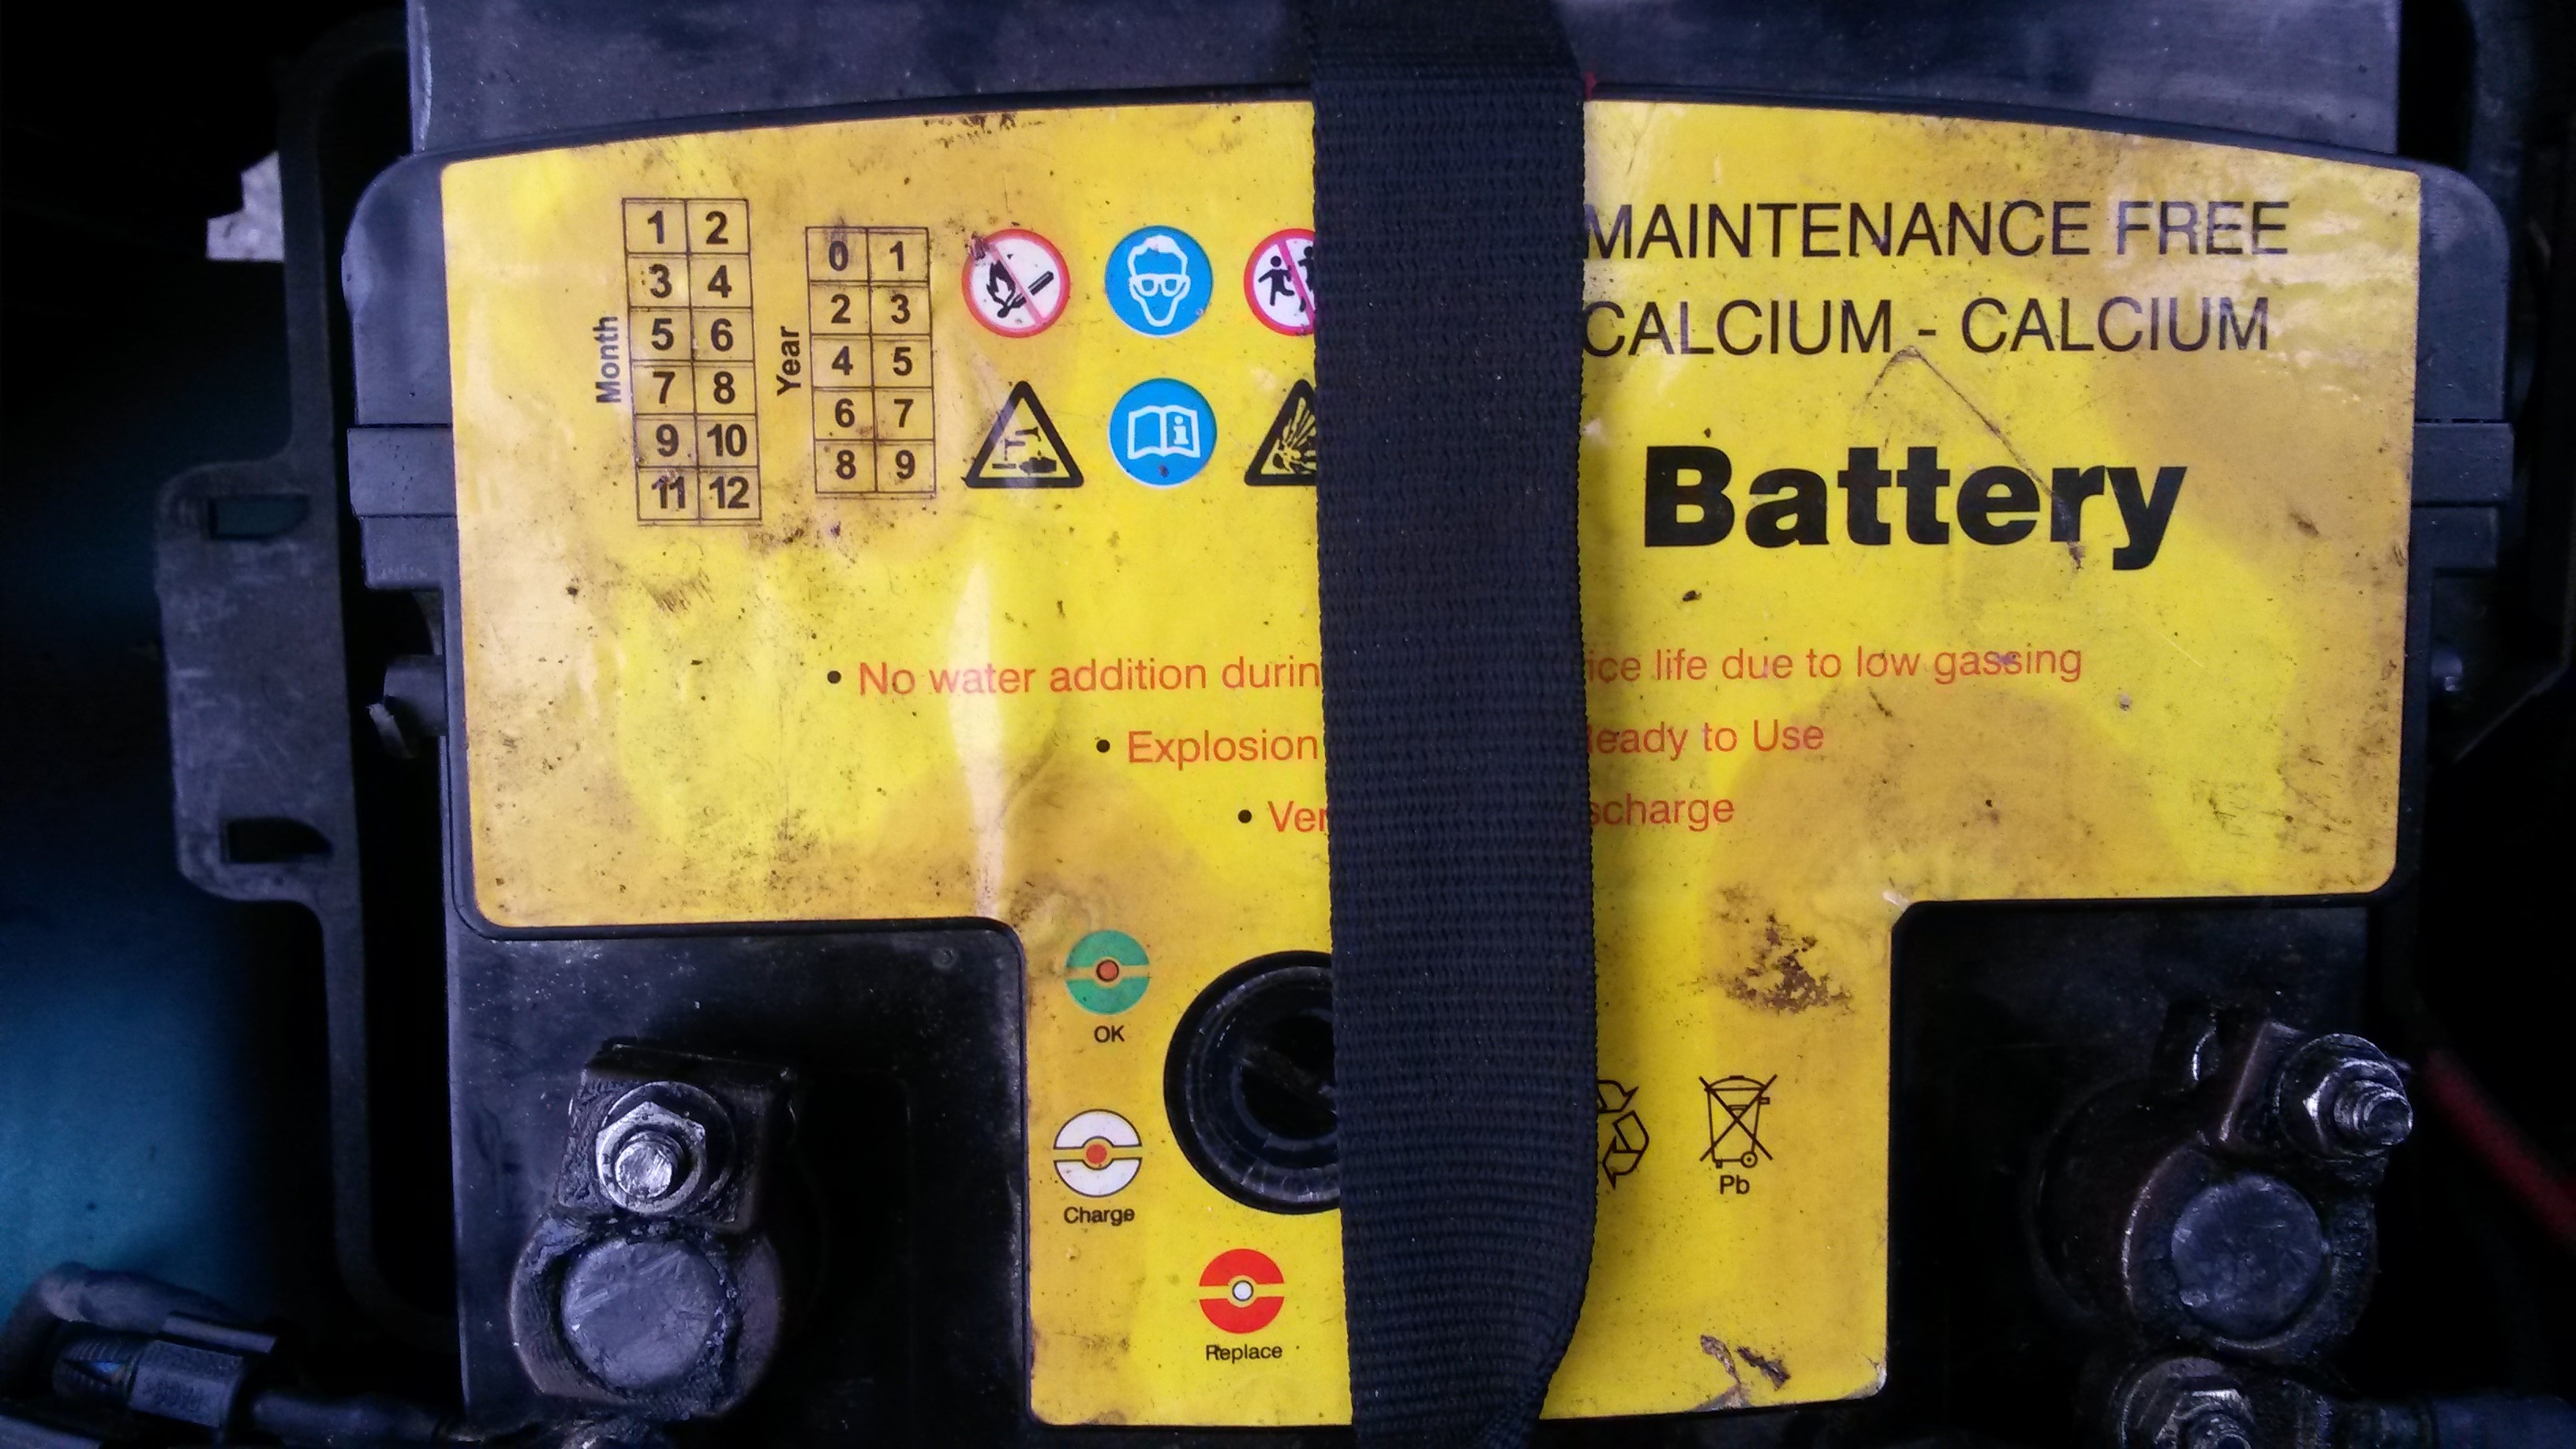 1 2
3 4
5 6
7 8
9 10
11 12
Month
0 1
2 3
4 5
6 7
8 9
Year
MAINTENANCE FREE
CALCIUM - CALCIUM
Battery
• No water addition durin ice life due to low gassing
• Explosion eady to Use
• Ver scharge
OK
Charge
Replace
Pb